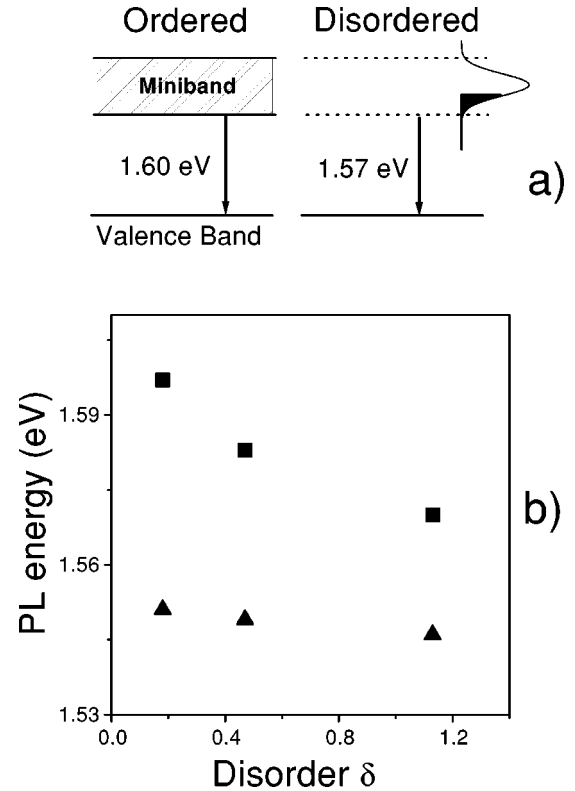 Ordered Disordered
Miniband
1.60 eV 1.57 eV
a)
Valence Band
1.59
1.56
1.53
PL energy (eV)
b)
0.0 0.4 0.8 1.2
Disorder δ